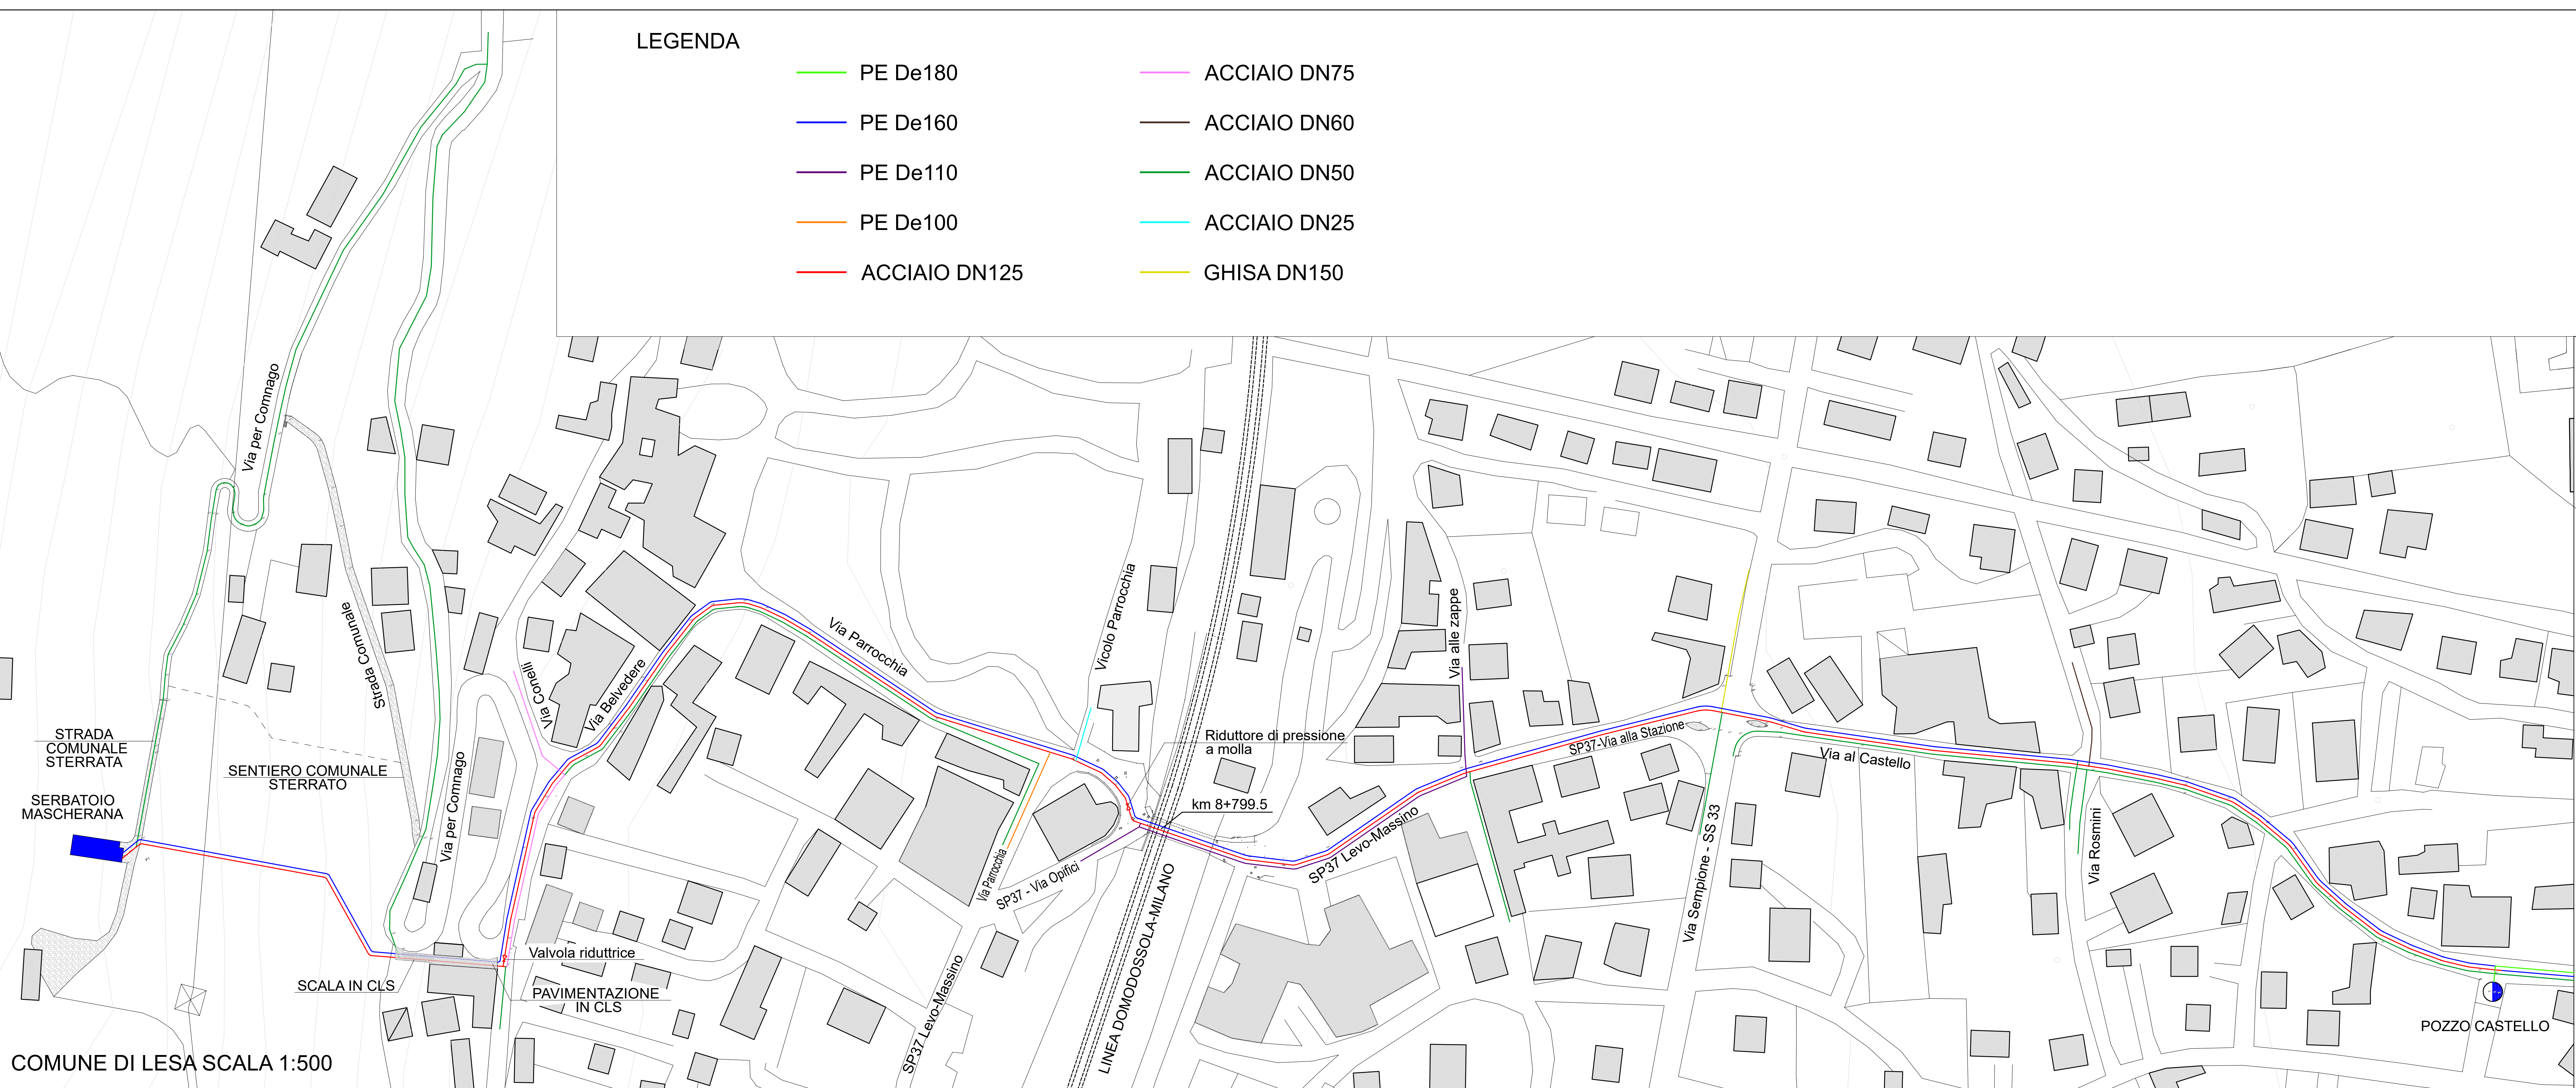 LEGENDA
PE De180
ACCIAIO DN75
PE De160
ACCIAIO DN60
PE De110
ACCIAIO DN50
PE De100
ACCIAIO DN25
ACCIAIO DN125
GHISA DN150
Via per Comnago
Strada Comunale
Via Conelli
Via Belvedere
Via Parrocchia
Vicolo Parrocchia
Via alle zappe
STRADA
COMUNALE
STERRATA
SENTIERO COMUNALE
STERRATO
SERBATOIO
MASCHERANA
Via per Comnago
Riduttore di pressione
a molla
km 8+799.5
SP37-Via alla Stazione
Via al Castello
Via Parrocchia
SP37 - Via Opifici
SP37 Levo-Massino
Via Sempione - SS 33
Via Rosmini
Valvola riduttrice
SCALA IN CLS
PAVIMENTAZIONE
IN CLS
SP37 Levo-Massino
LINEA DOMODOSSOLA-MILANO
POZZO CASTELLO
COMUNE DI LESA SCALA 1:500